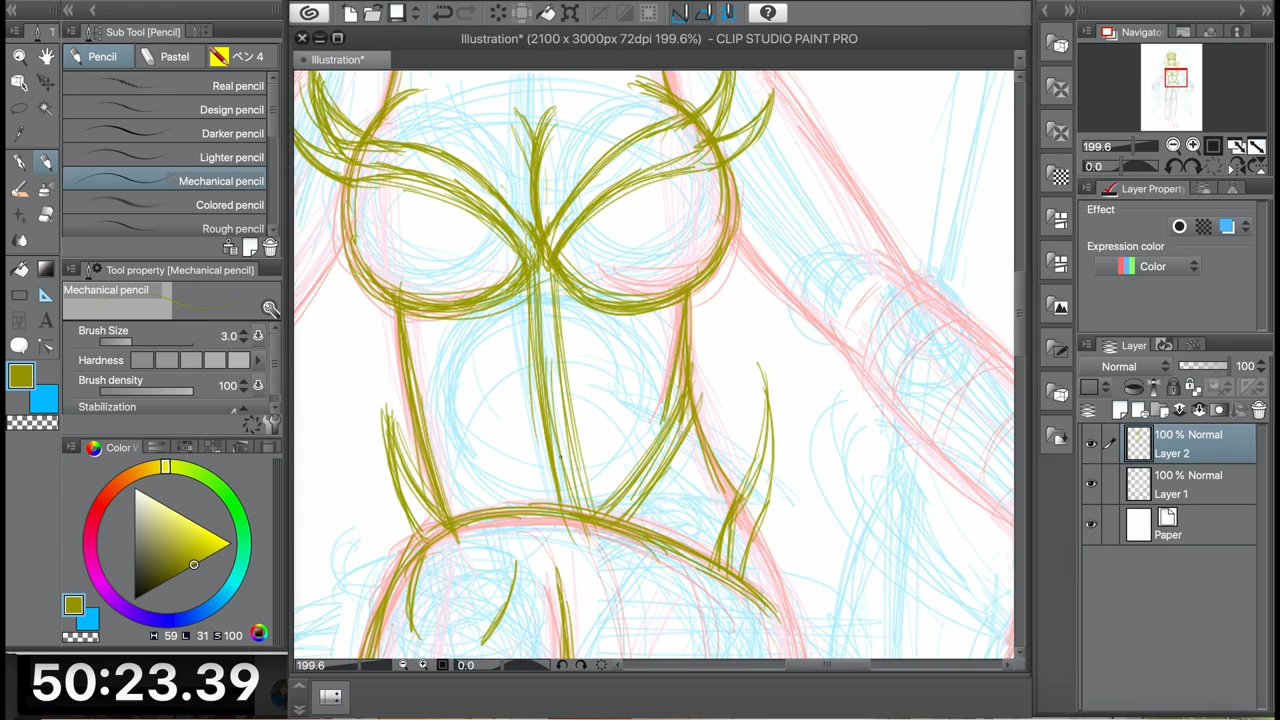 T
Sub Tool [Pencil]
Pencil
Pastel
ペン 4
Real pencil
Design pencil
Darker pencil
Lighter pencil
Mechanical pencil
Colored pencil
Rough pencil
Tool property [Mechanical pencil]
Mechanical pencil
Brush Size
3.0
Hardness
Brush density
100
Stabilization
Color
H 59 L 31 S 100
50:23.39
Illustration* (2100 x 3000px 72dpi 199.6%) - CLIP STUDIO PAINT PRO
Illustration*
199.6
0.0
Navigator
199.6
0.0
Layer Property
Effect
Expression color
Color
Layer
Normal
100
100 % Normal
Layer 2
100 % Normal
Layer 1
Paper